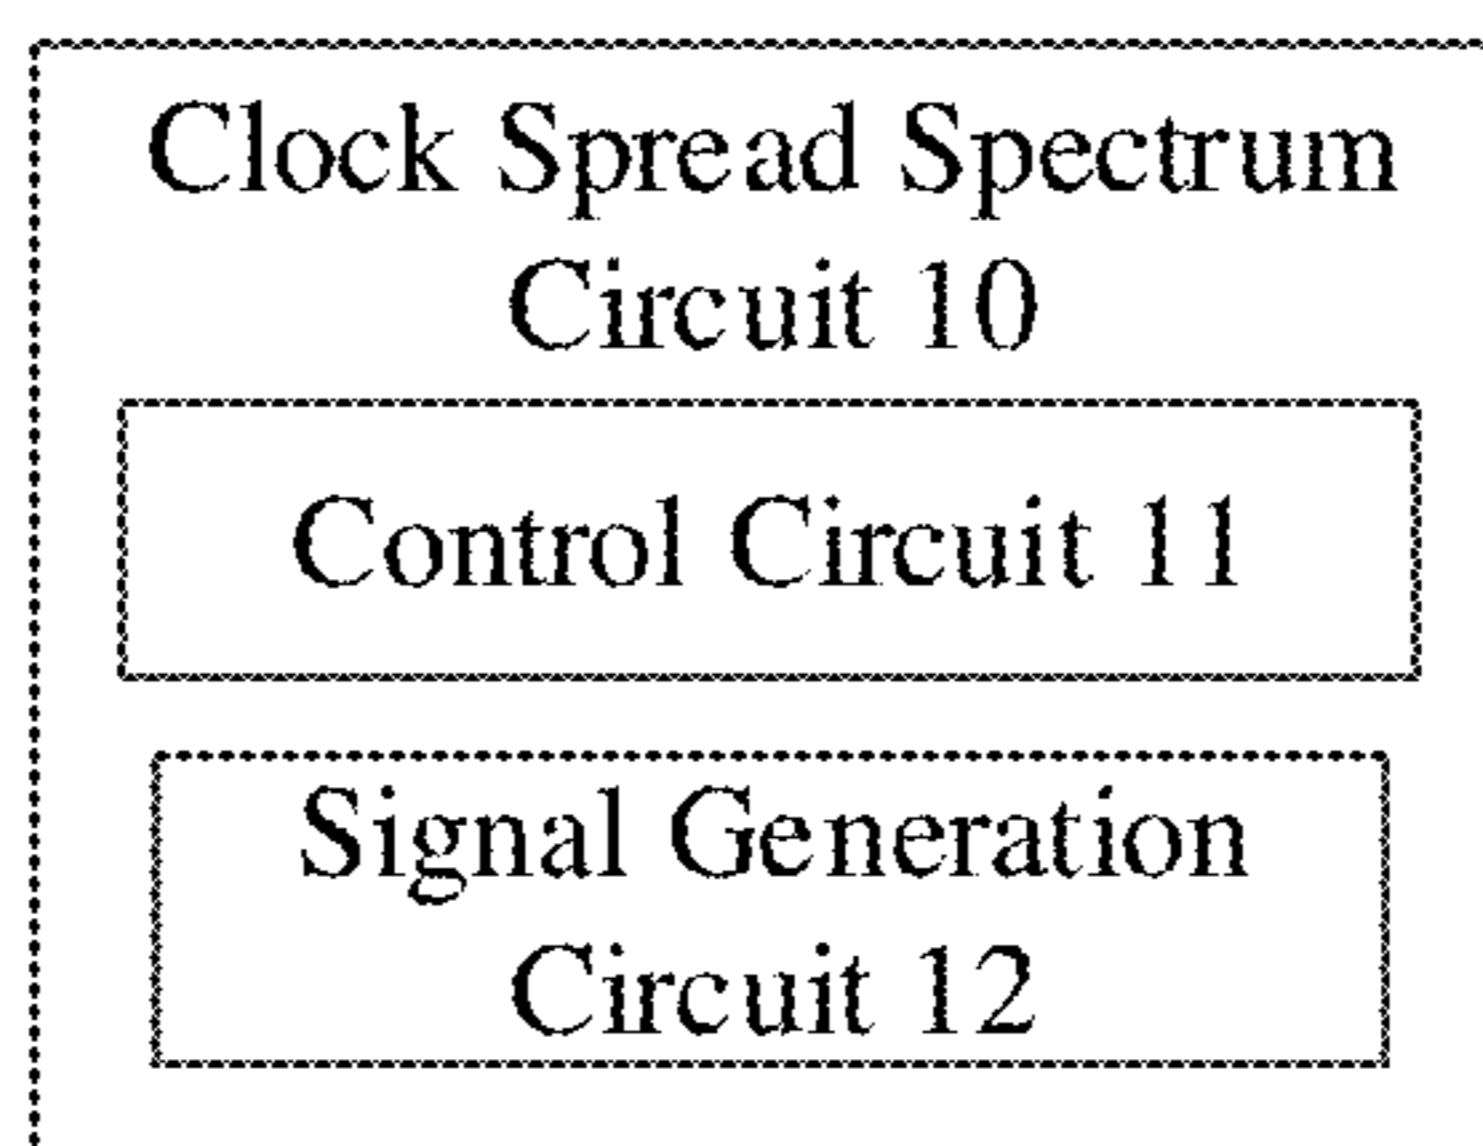 Clock Spread Spectrum
Circuit 10
Control Circuit 11
Signal Generation
Circuit 12